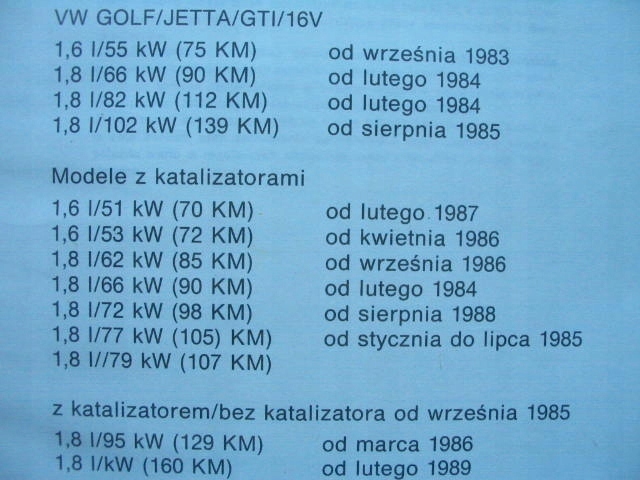 VW GOLF/JETTA/GTI/16V
1,6 l/55 kW (75 KM) od września 1983
1,8 l/66 kW (90 KM) od lutego 1984
1,8 l/82 kW (112 KM) od lutego 1984
1,8 l/102 kW (139 KM) od sierpnia 1985
Modele z katalizatorami
1,6 l/51 kW (70 KM) od lutego 1987
1,6 l/53 kW (72 KM) od kwietnia 1986
1,8 l/62 kW (85 KM) od września 1986
1,8 l/66 kW (90 KM) od lutego 1984
1,8 l/72 kW (98 KM) od sierpnia 1988
1,8 l/77 kW (105) KM) od stycznia do lipca 1985
1,8 l//79 kW (107 KM)
z katalizatorem/bez katalizatora od września 1985
1,8 l/95 kW (129 KM) od marca 1986
1,8 l/kW (160 KM) od lutego 1989